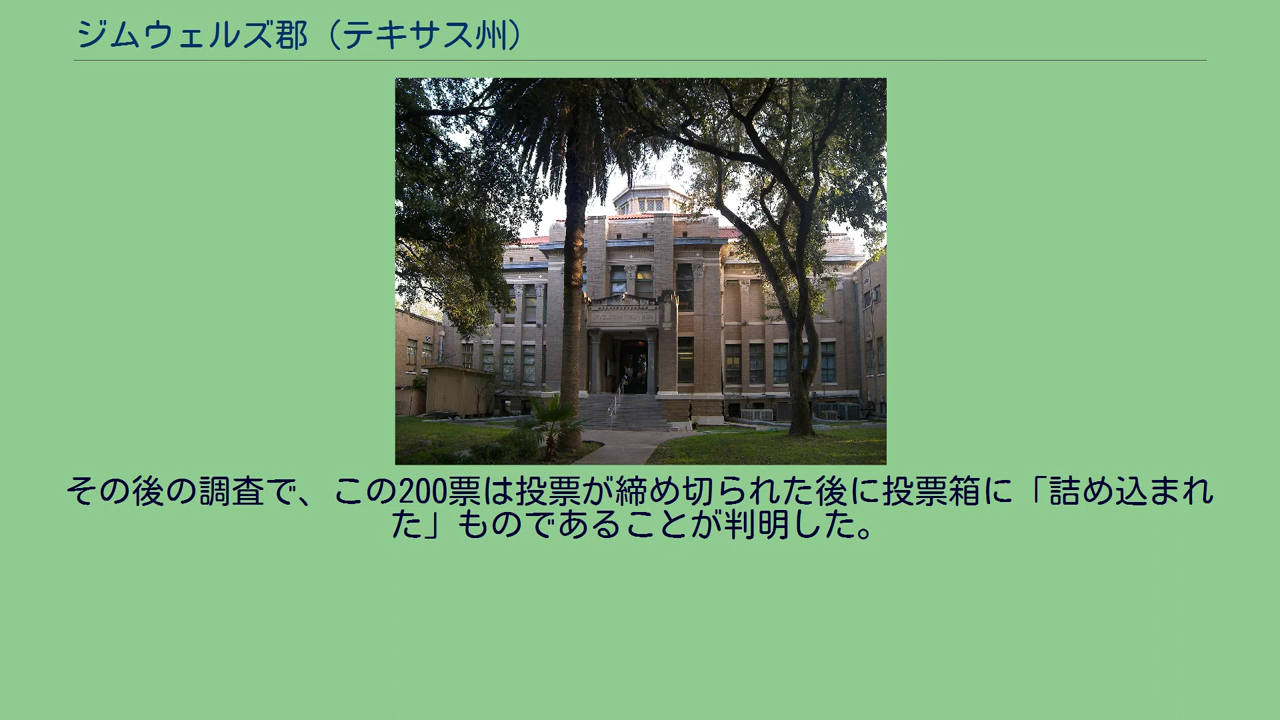 ジムウェルズ郡（テキサス州）
その後の調査で、この200票は投票が締め切られた後に投票箱に「詰め込まれ
た」ものであることが判明した。